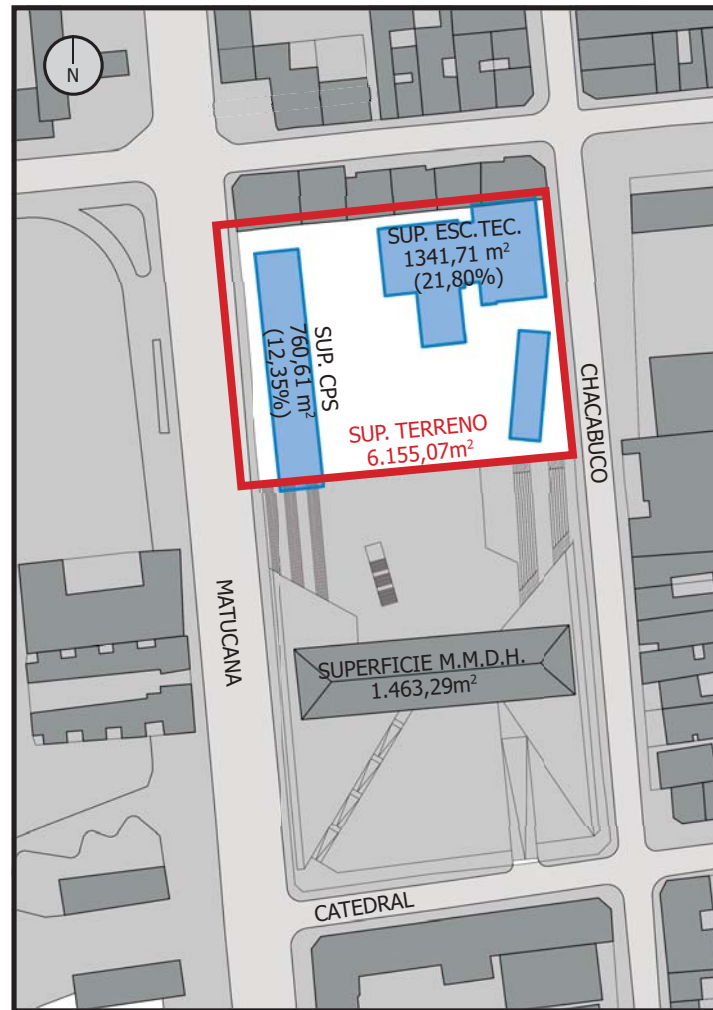 N
SUP. ESC.TEC.
1341,71 m²
(21,80%)
SUP. CPS
760,61 m²
(12,35%)
SUP. TERRENO
6.155,07m²
CHACABUCO
MATUCANA
SUPERFICIE M.M.D.H.
1.463,29m²
CATEDRAL